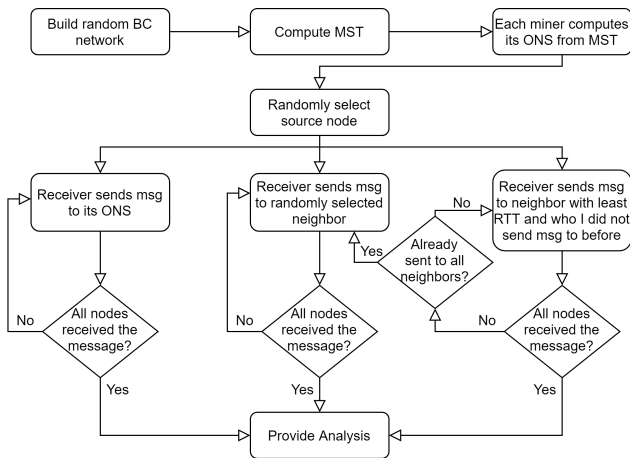 Build random BC
network
Compute MST
Each miner computes
its ONS from MST
Randomly select
source node
Receiver sends msg
to its ONS
Receiver sends msg
to randomly selected
neighbor
Receiver sends msg
to neighbor with least
RTT and who I did not
send msg to before
No
Yes
Already
sent to all
neighbors?
No
All nodes
received the
message?
No
All nodes
received the
message?
No
All nodes
received the
message?
Yes
Yes
Yes
Provide Analysis